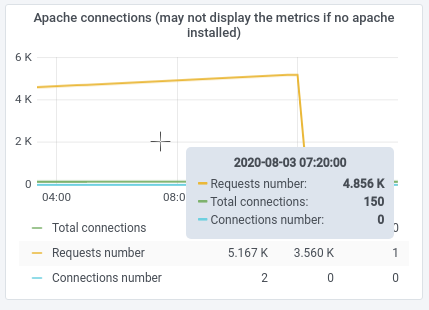 Apache connections (may not display the metrics if no apache
installed)
6 K
4 K
2 K
0
04:00
08:0
2020-08-03 07:20:00
Requests number: 4.856 K
Total connections: 150
Connections number: 0
Total connections 0
Requests number 5.167 K 3.560 K 1
Connections number 2 0 0